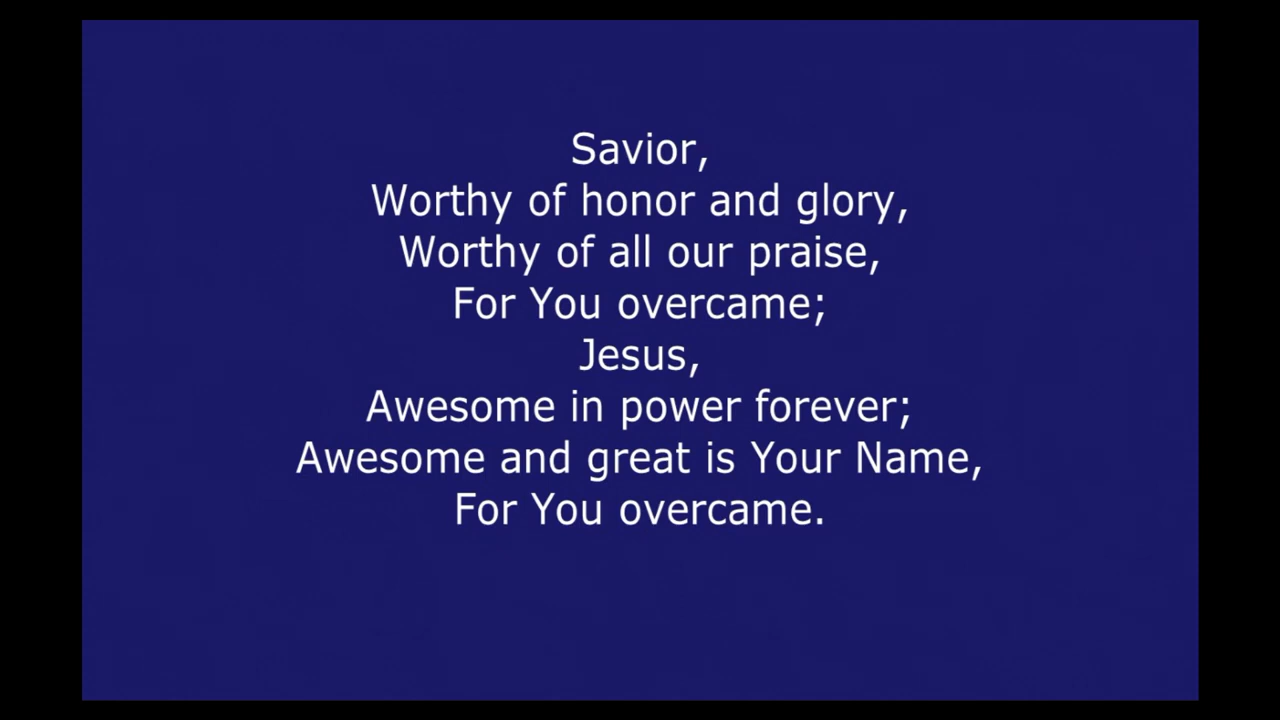 Savior,
Worthy of honor and glory,
Worthy of all our praise,
For You overcame;
Jesus,
Awesome in power forever;
Awesome and great is Your Name,
For You overcame.